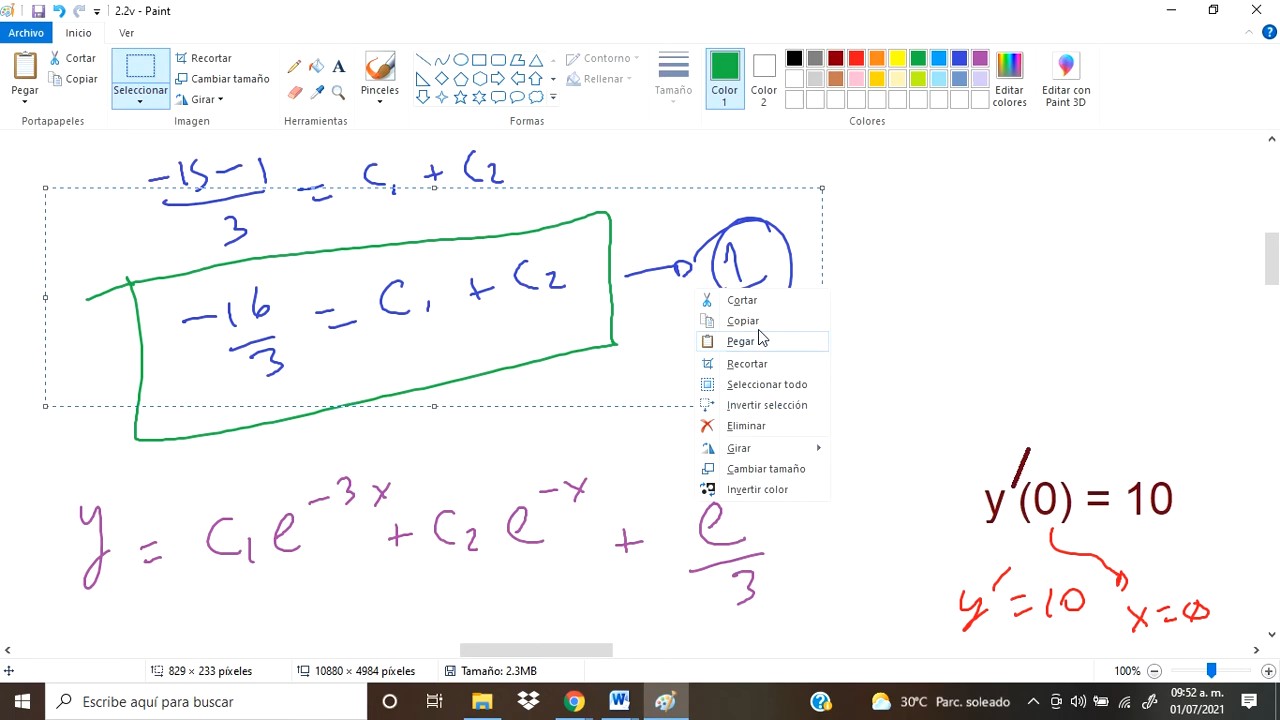 2.2v - Paint
Archivo Inicio Ver
Pegar
Cortar
Copiar
Portapapeles
Seleccionar
Recortar
Cambiar tamaño
Girar
Imagen
Herramientas
Pinceles
Contorno
Rellenar
Formas
Tamaño
Color 1
Color 2
Editar colores
Colores
Editar con Paint 3D
-15-1/3 = C1 + C2
-16/3 = C1 + C2
1
Cortar
Copiar
Pegar
Recortar
Seleccionar todo
Invertir selección
Eliminar
Girar
Cambiar tamaño
Invertir color
y = C1 e^-3x + C2 e^-x + e/3
y'(0) = 10
y' = 10
x = 0
829 × 233 píxeles
10880 × 4984 píxeles
Tamaño: 2.3MB
100%
Escribe aquí para buscar
30°C Parc. soleado
09:52 a. m.
01/07/2021